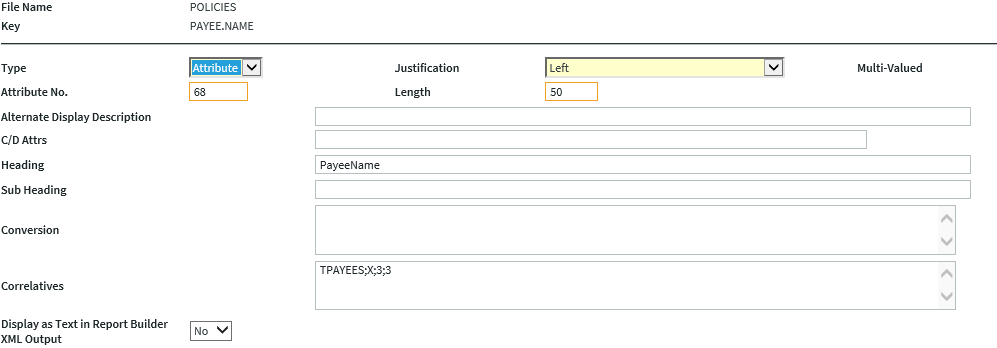 File Name POLICIES
Key PAYEE.NAME
Type Attribute Justification Left Multi-Valued
Attribute No. 68 Length 50
Alternate Display Description
C/D Attrs
Heading PayeeName
Sub Heading
Conversion
Correlatives TPAYEES;X;3;3
Display as Text in Report Builder
XML Output No